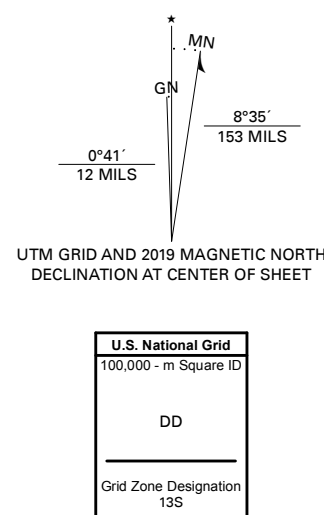 ★
MN
GN
8°35´
153 MILS
0°41´
12 MILS
UTM GRID AND 2019 MAGNETIC NORTH
DECLINATION AT CENTER OF SHEET
U.S. National Grid
100,000 - m Square ID
DD
Grid Zone Designation
13S